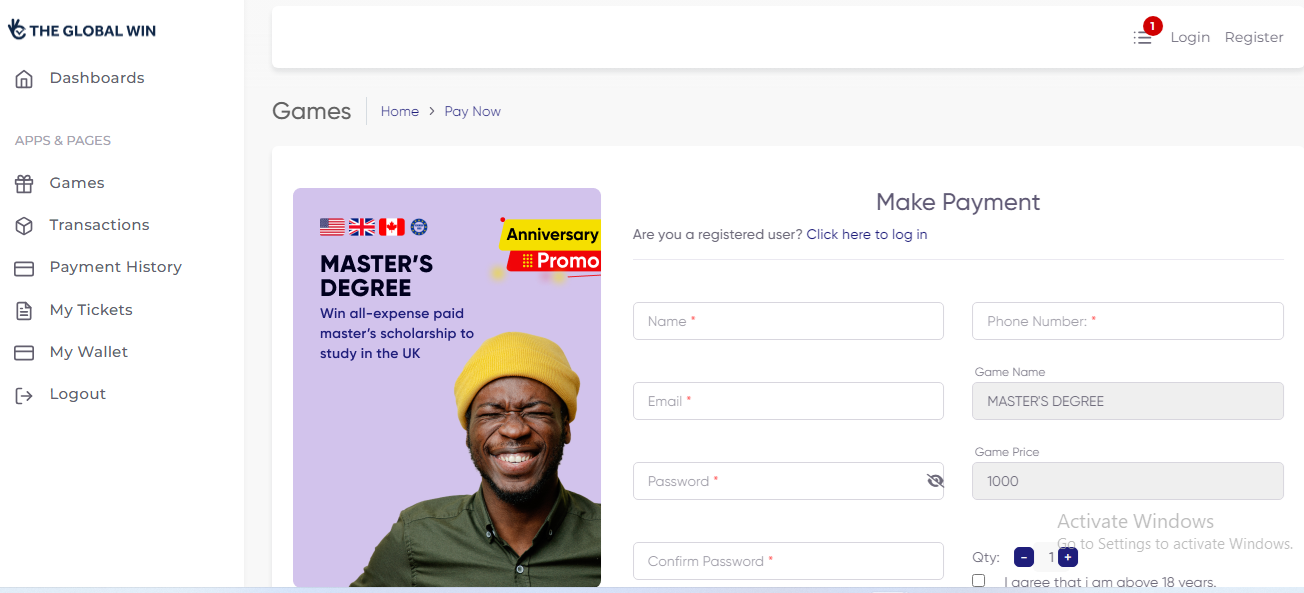 THE GLOBAL WIN
Dashboards
APPS & PAGES
Games
Transactions
Payment History
My Tickets
My Wallet
Logout
1
Login
Register
Games
Home > Pay Now
Anniversary
Promo
MASTER'S
DEGREE
Win all-expense paid
master's scholarship to
study in the UK
Make Payment
Are you a registered user? Click here to log in
Name *
Phone Number: *
Email *
Game Name
MASTER'S DEGREE
Password *
Game Price
1000
Confirm Password *
Qty: - 1 +
I agree that i am above 18 years.
Activate Windows
Go to Settings to activate Windows.